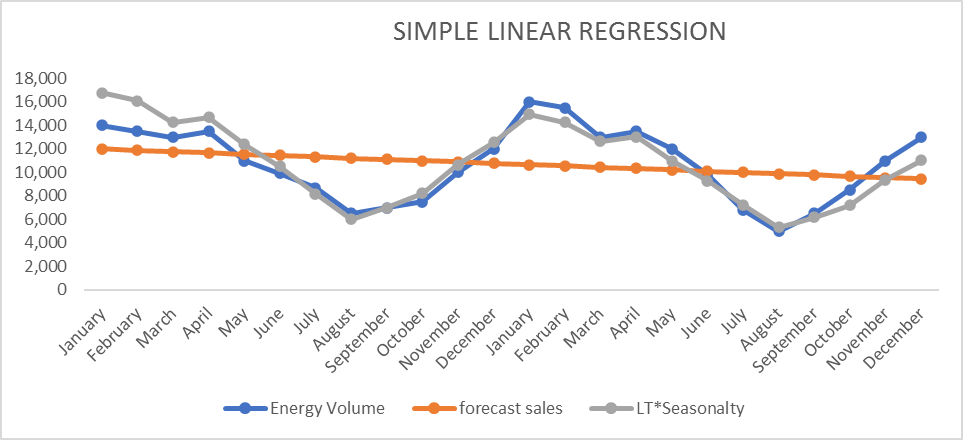 SIMPLE LINEAR REGRESSION
18,000
16,000
14,000
12,000
10,000
8,000
6,000
4,000
2,000
0
January
February
March
April
May
June
July
August
September
October
November
December
January
February
March
April
May
June
July
August
September
October
November
December
Energy Volume
forecast sales
LT*Seasonalty